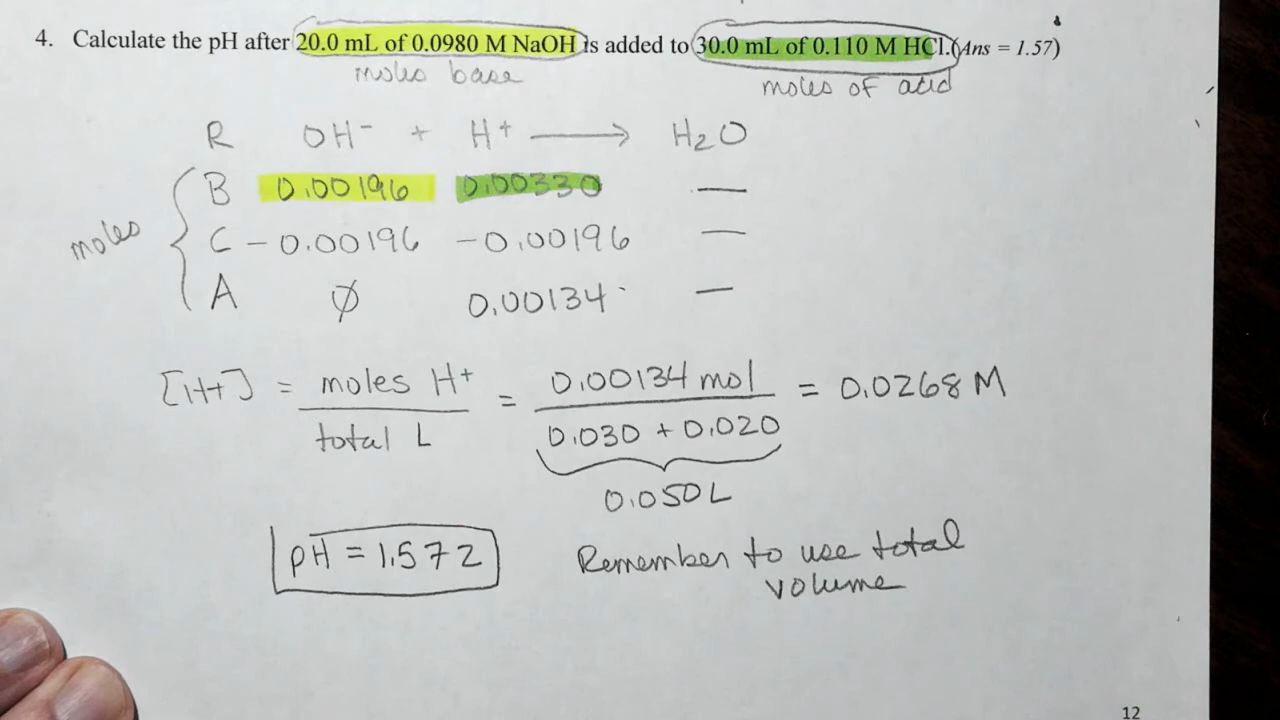 4. Calculate the pH after 20.0 mL of 0.0980 M NaOH is added to 30.0 mL of 0.110 M HCl.(Ans = 1.57)
moles base moles of acid
R OH⁻ + H⁺ ⟶ H₂O
B 0.00196 0.00330 —
moles C – 0.00196 – 0.00196 —
A ∅ 0.00134 —
[H+] = moles H⁺ / total L = 0.00134 mol / 0.030 + 0.020 = 0.0268 M
0.050 L
pH = 1.572 Remember to use total
volume
12